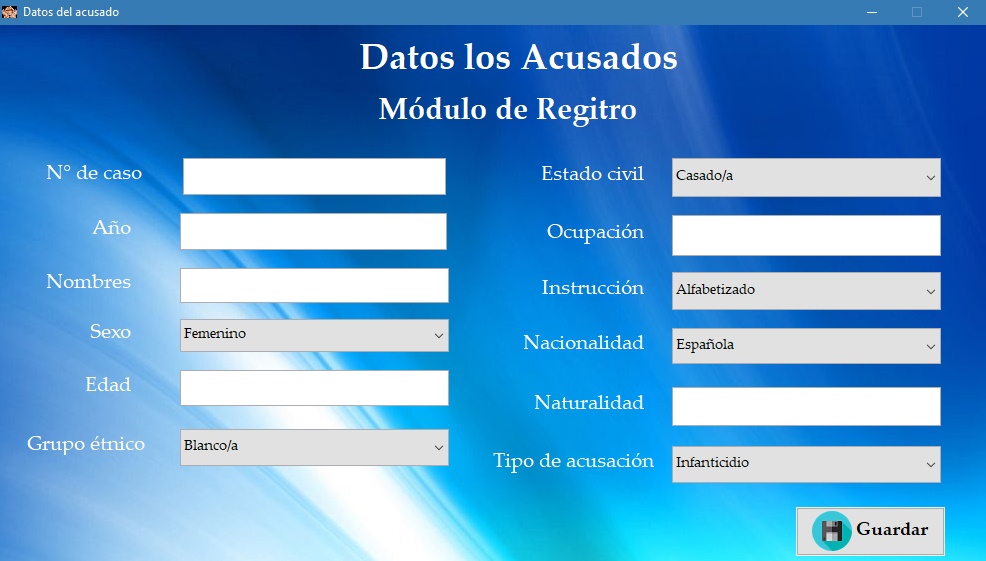 Datos del acusado
Datos los Acusados
Módulo de Regitro
N° de caso
Año
Nombres
Sexo Femenino
Edad
Grupo étnico Blanco/a
Estado civil Casado/a
Ocupación
Instrucción Alfabetizado
Nacionalidad Española
Naturalidad
Tipo de acusación Infanticidio
Guardar